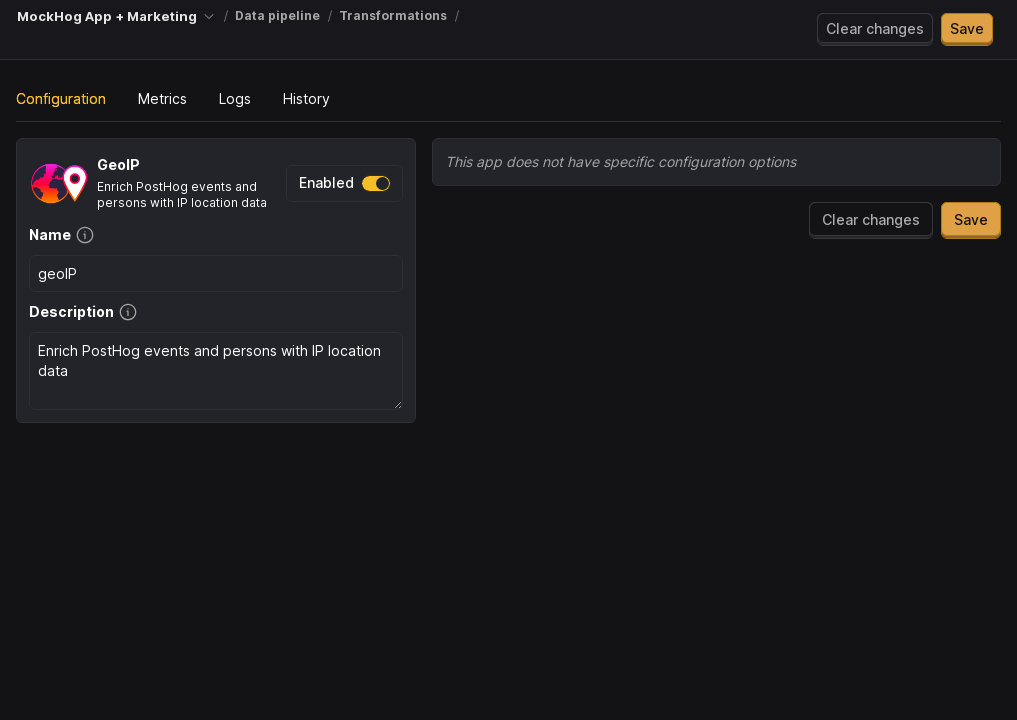 MockHog App + Marketing / Data pipeline / Transformations /
Clear changes Save
Configuration Metrics Logs History
GeoIP
Enrich PostHog events and
persons with IP location data
Enabled
This app does not have specific configuration options
Clear changes Save
Name
geoIP
Description
Enrich PostHog events and persons with IP location
data